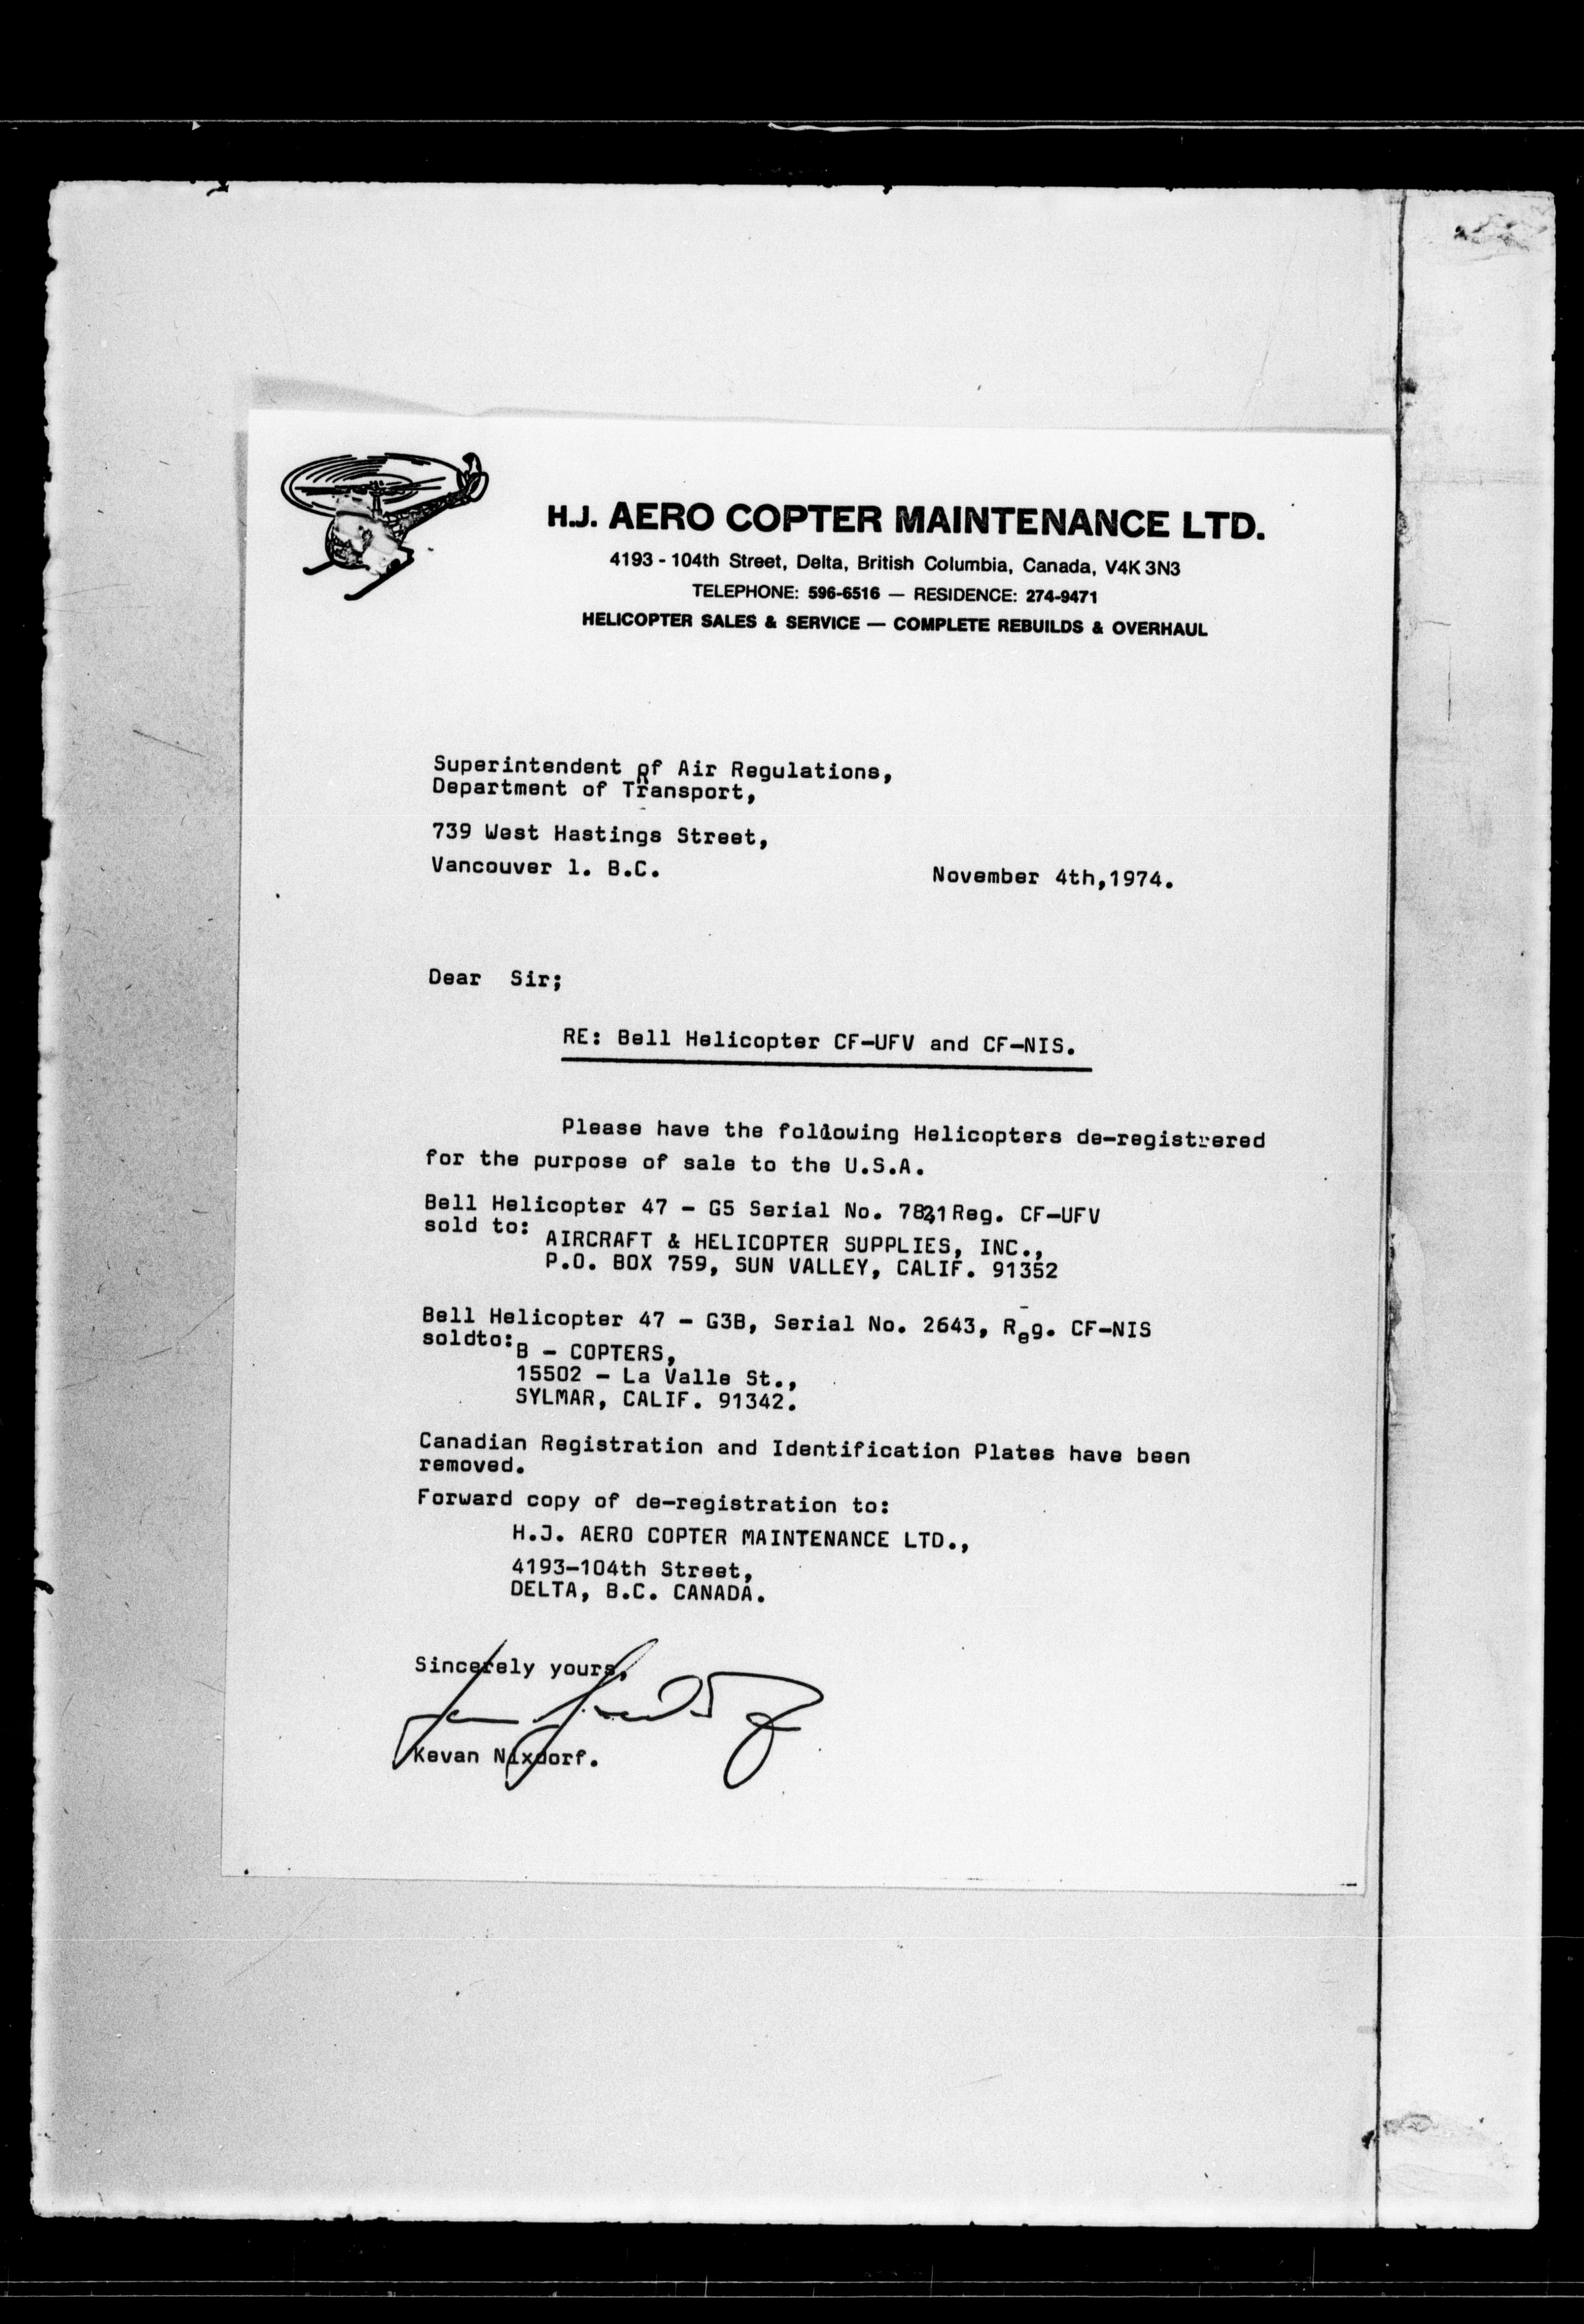 H.J. AERO COPTER MAINTENANCE LTD.
4193 - 104th Street, Delta, British Columbia, Canada, V4K 3N3
TELEPHONE: 596-6516 — RESIDENCE: 274-9471
HELICOPTER SALES & SERVICE — COMPLETE REBUILDS & OVERHAUL
Superintendent of Air Regulations,
Department of Transport,
739 West Hastings Street,
Vancouver 1. B.C.
November 4th,1974.
Dear Sir;
RE: Bell Helicopter CF-UFV and CF-NIS.
Please have the following Helicopters de-registrered
for the purpose of sale to the U.S.A.
Bell Helicopter 47 - G5 Serial No. Reg. CF-UFV
sold to:
AIRCRAFT & HELICOPTER SUPPLIES, INC.,
P.O. BOX 759, SUN VALLEY, CALIF. 91352
Bell Helicopter 47 - G3B, Serial No. 2643, Reg. CF-NIS
soldto:
B - COPTERS,
15502 - La Valle St.,
SYLMAR, CALIF. 91342.
Canadian Registration and Identification Plates have been
removed.
Forward copy of de-registration to:
H.J. AERO COPTER MAINTENANCE LTD.,
4193-104th Street,
DELTA, B.C. CANADA.
Sincerely yours,
Kevan Nixdorf.